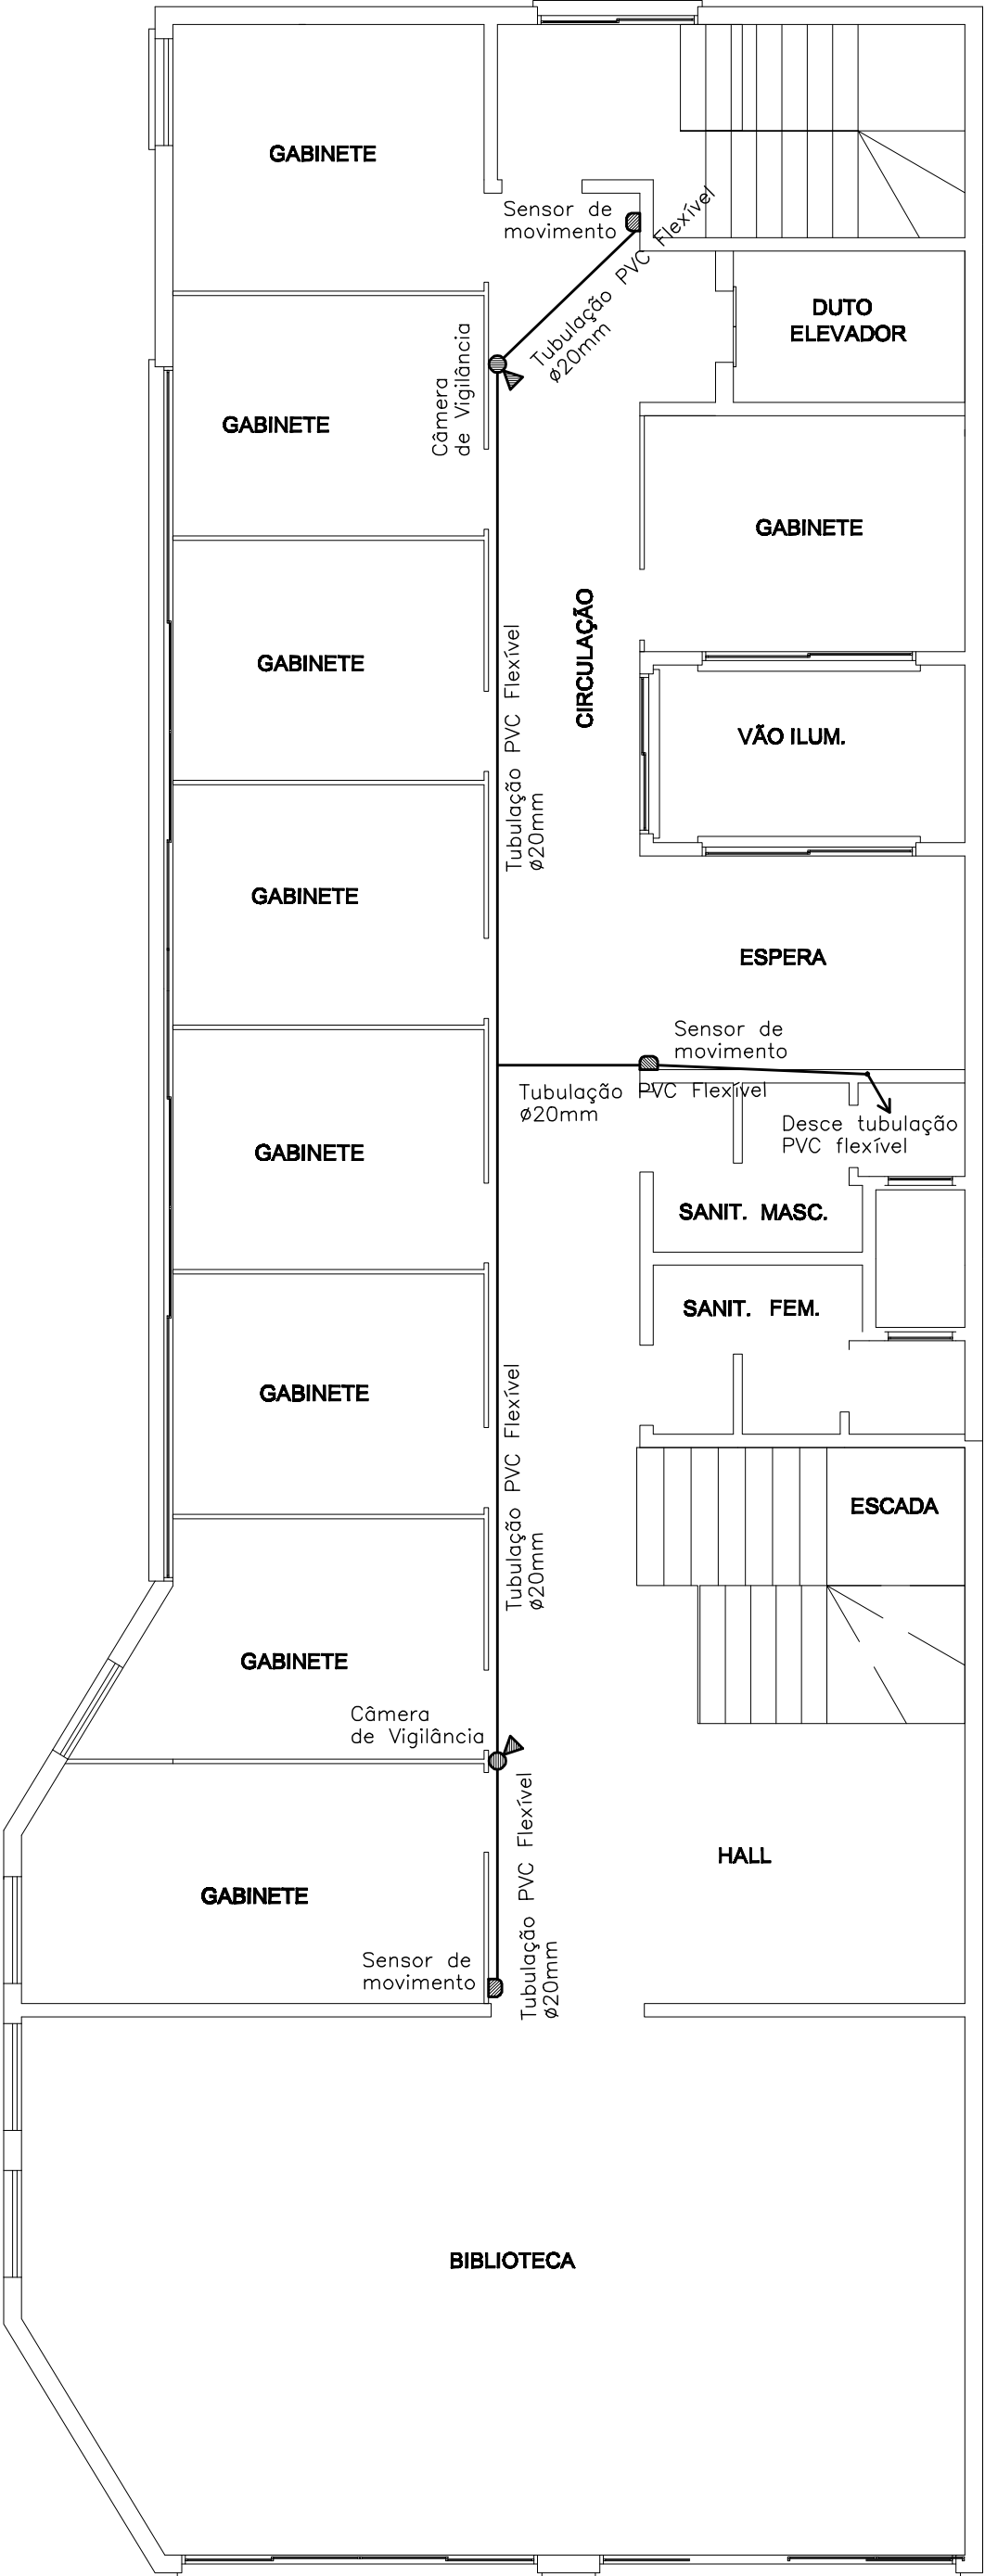 GABINETE
Sensor de
movimento
Tubulação PVC Flexível
ø20mm
DUTO
ELEVADOR
Câmera
de Vigilância
GABINETE
GABINETE
CIRCULAÇÃO
Tubulação PVC Flexível
ø20mm
GABINETE
VÃO ILUM.
GABINETE
ESPERA
Sensor de
movimento
Tubulação PVC Flexível
ø20mm
Desce tubulação
PVC flexível
GABINETE
SANIT. MASC.
SANIT. FEM.
GABINETE
Tubulação PVC Flexível
ø20mm
ESCADA
GABINETE
Câmera
de Vigilância
Tubulação PVC Flexível
ø20mm
HALL
GABINETE
Sensor de
movimento
BIBLIOTECA